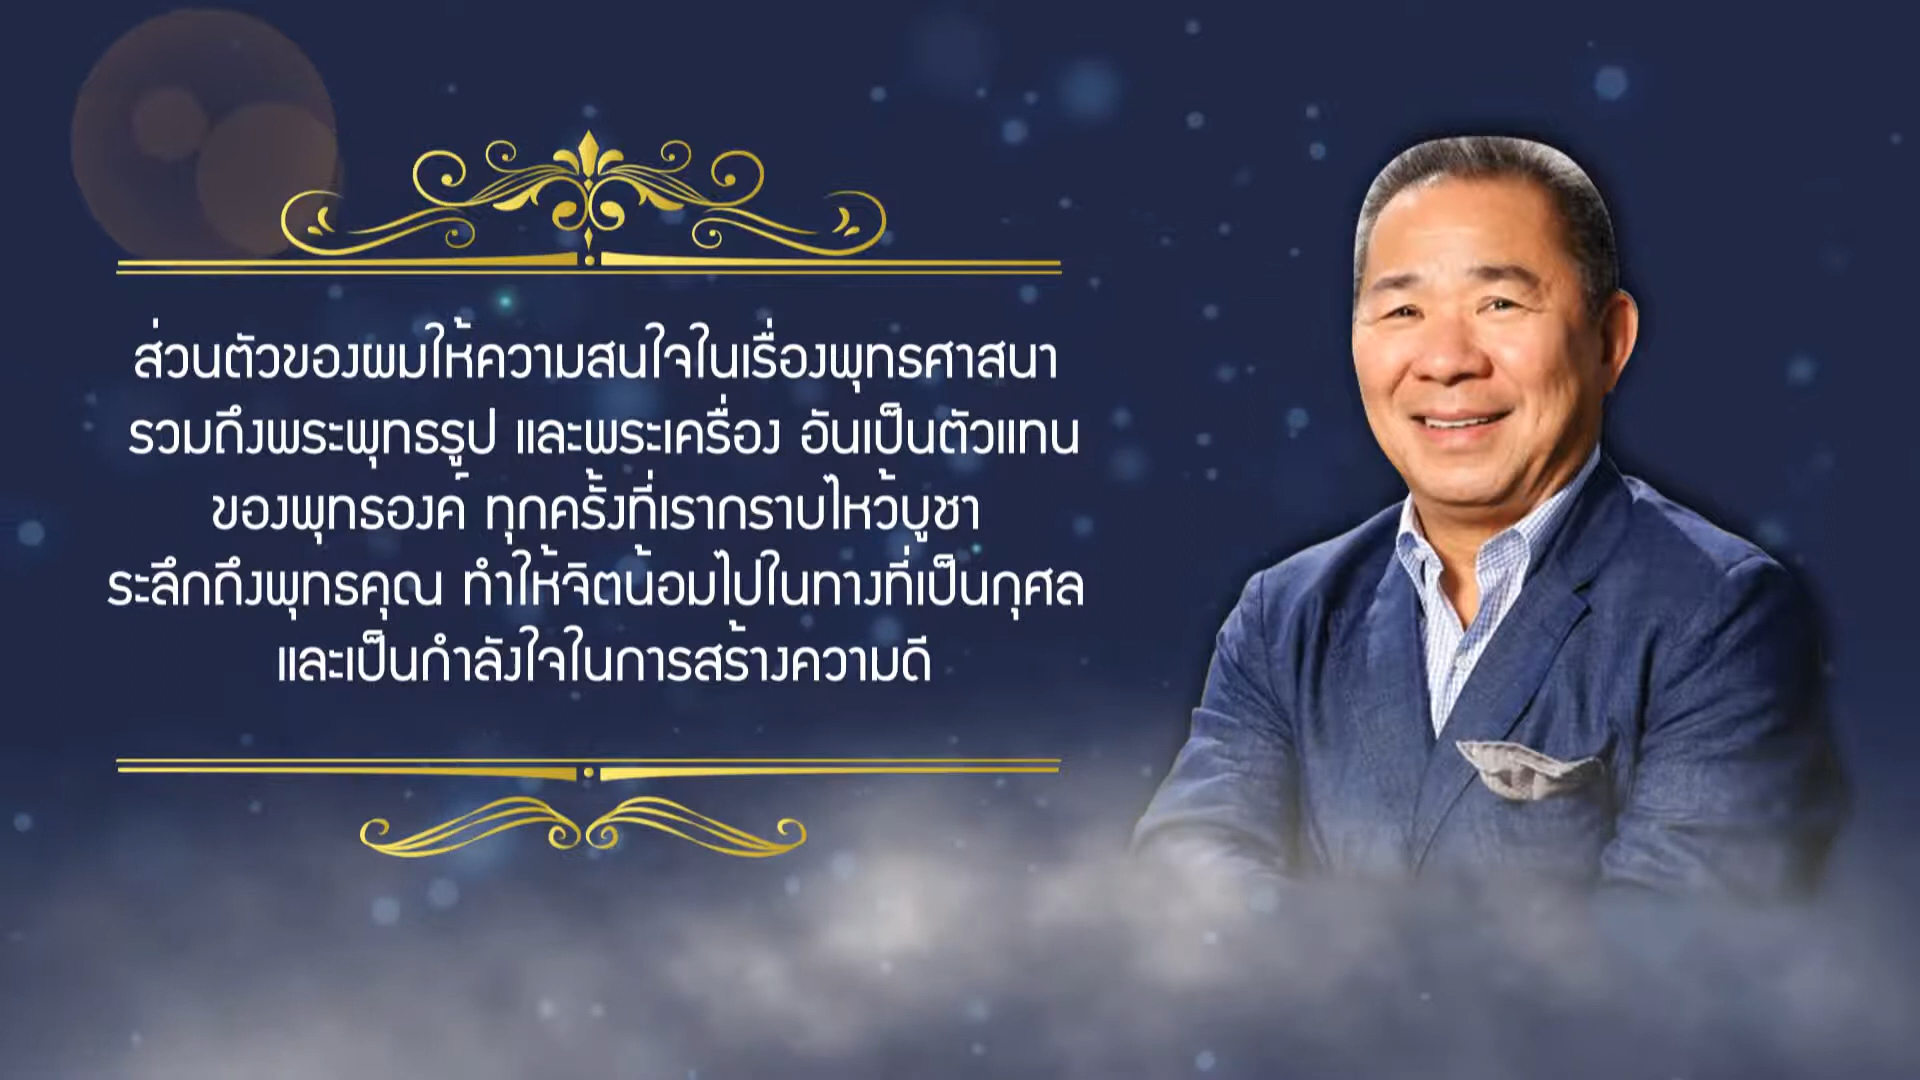 ส่วนตัวของผมให้ความสนใจในเรื่องพุทธศาสนา
รวมถึงพระพุทธรูป และพระเครื่อง อันเป็นตัวแทน
ของพุทธองค์ ทุกครั้งที่เรากราบไหว้บูชา
ระลึกถึงพุทธคุณ ทำให้จิตน้อมไปในทางที่เป็นกุศล
และเป็นกำลังใจในการสร้างความดี